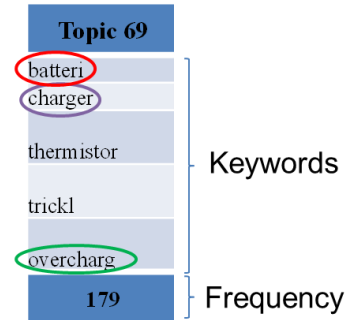 Topic 69
batteri
charger
thermistor
Keywords
trickl
overcharg
179
Frequency